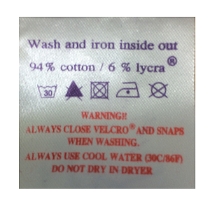 Wash and iron inside out
94% cotton / 6 % lycra®
30
WARNING!!
ALWAYS CLOSE VELCRO® AND SNAPS
WHEN WASHING.
ALWAYS USE COOL WATER (30C/86F)
DO NOT DRY IN DRYER